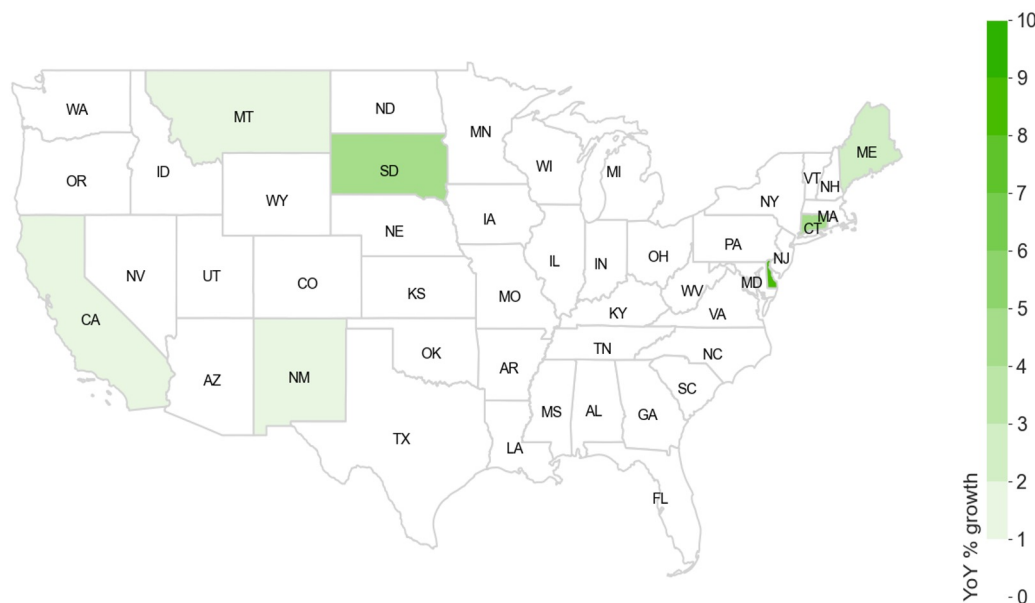 10
9
8
7
6
5
4
3
2
1
0
YoY % growth
WA
MT
ND
MN
OR
ID
SD
WI
MI
ME
VT
NH
WY
NY
MA
CT
IA
NE
NV
UT
CO
IL
IN
OH
PA
NJ
MD
WV
KS
MO
KY
VA
CA
AZ
NM
OK
AR
TN
NC
SC
TX
LA
MS
AL
GA
FL